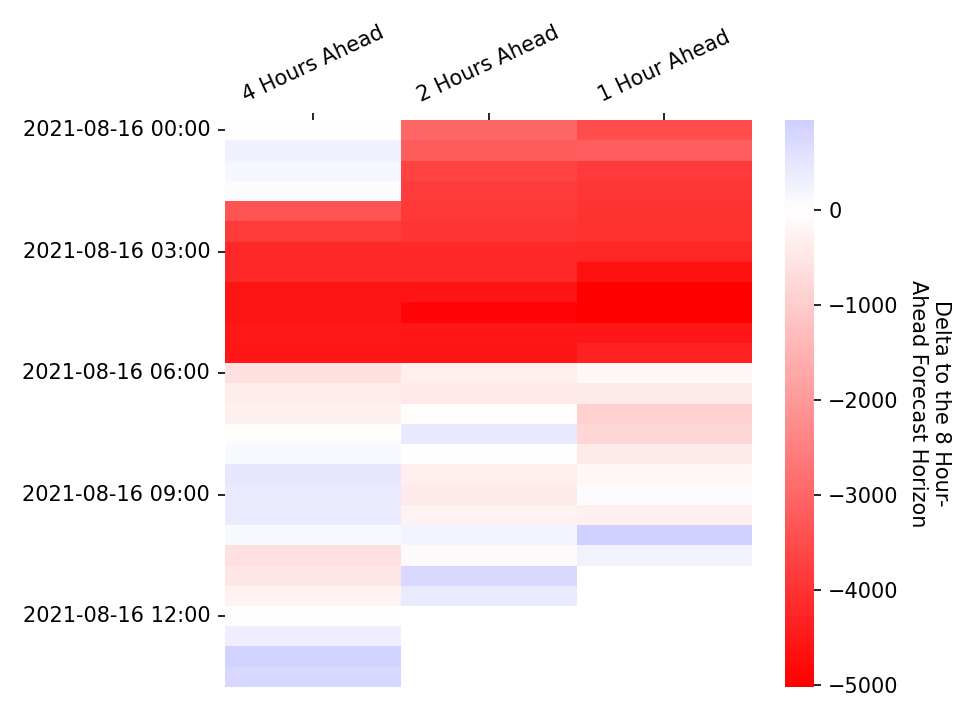 4 Hours Ahead
2 Hours Ahead
1 Hour Ahead
2021-08-16 00:00
2021-08-16 03:00
2021-08-16 06:00
2021-08-16 09:00
2021-08-16 12:00
0
−1000
−2000
−3000
−4000
−5000
Delta to the 8 Hour-
Ahead Forecast Horizon